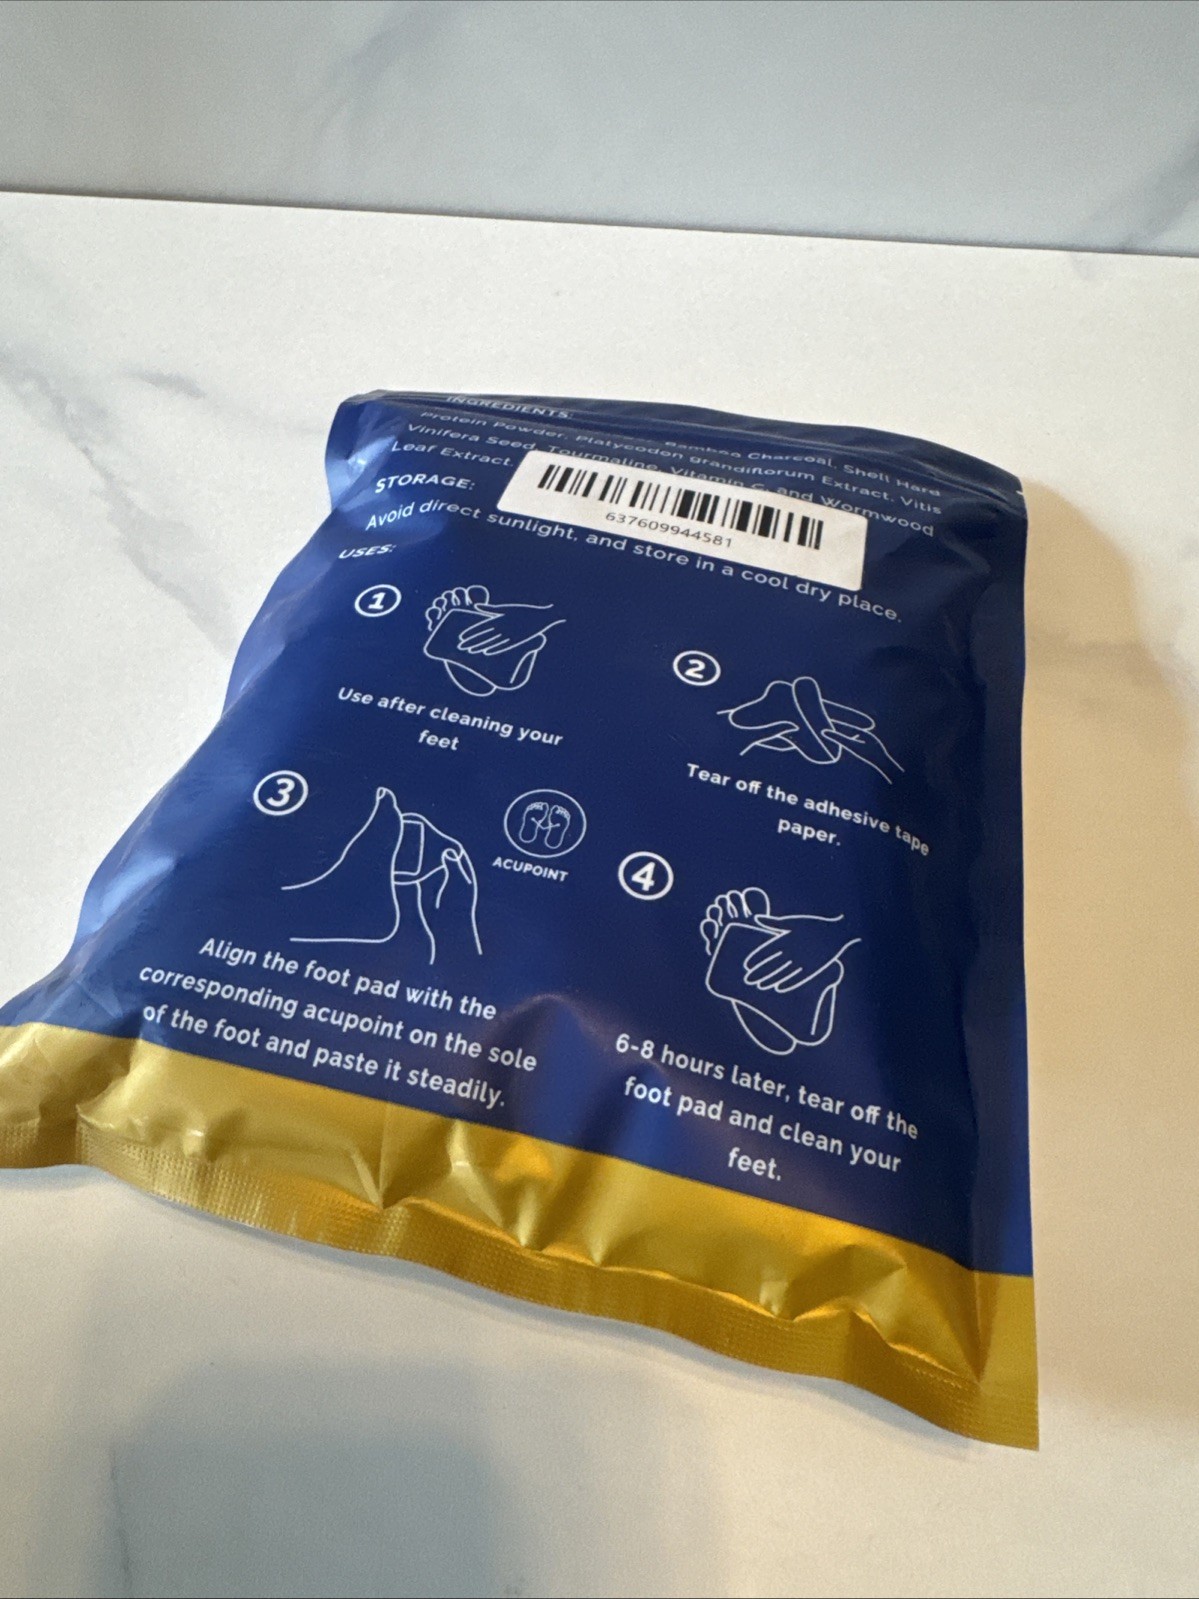 INGREDIENTS:
Bamboo Charcoal, Shell Hard
Protein Powder, Platycodon grandiflorum Extract, Vitis
Vinifera Seed, Tourmaline, Vitamin C, and Wormwood
Leaf Extract.
637609944581
STORAGE:
Avoid direct sunlight, and store in a cool dry place.
USES:
1
Use after cleaning your
feet
2
Tear off the adhesive tape
paper.
3
ACUPOINT
Align the foot pad with the
corresponding acupoint on the sole
of the foot and paste it steadily.
4
6-8 hours later, tear off the
foot pad and clean your
feet.